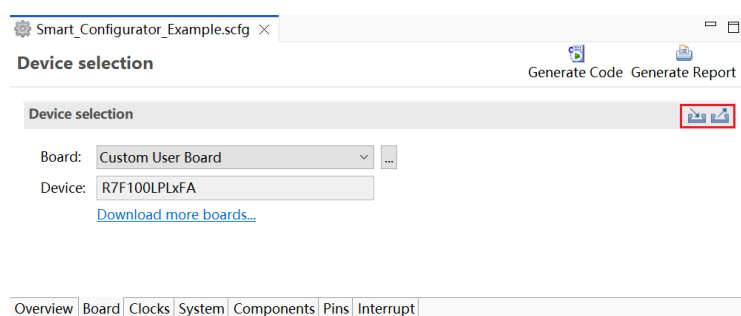 Smart_Configurator_Example.scfg
Device selection
Generate Code Generate Report
Device selection
Board: Custom User Board ...
Device: R7F100LPLxFA
Download more boards...
Overview Board Clocks System Components Pins Interrupt